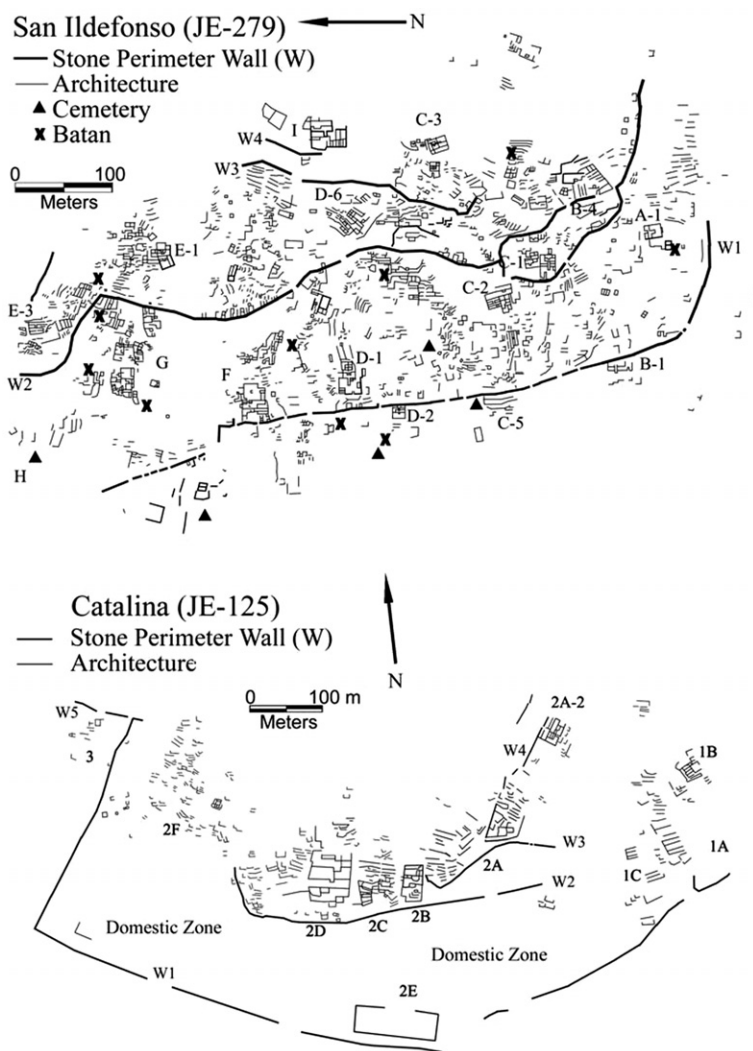 San Ildefonso (JE-279)
N
Stone Perimeter Wall (W)
Architecture
Cemetery
Batan
0 100
Meters
I
C-3
W4
W3
D-6
B-4
A-1
W1
E-1
C-1
C-2
E-3
W2
G
F
D-1
B-1
D-2
C-5
H
Catalina (JE-125)
Stone Perimeter Wall (W)
Architecture
N
0 100 m
Meters
W5
3
2A-2
W4
1B
2F
W3
2A
1A
1C
W2
2D
2C
2B
Domestic Zone
Domestic Zone
W1
2E